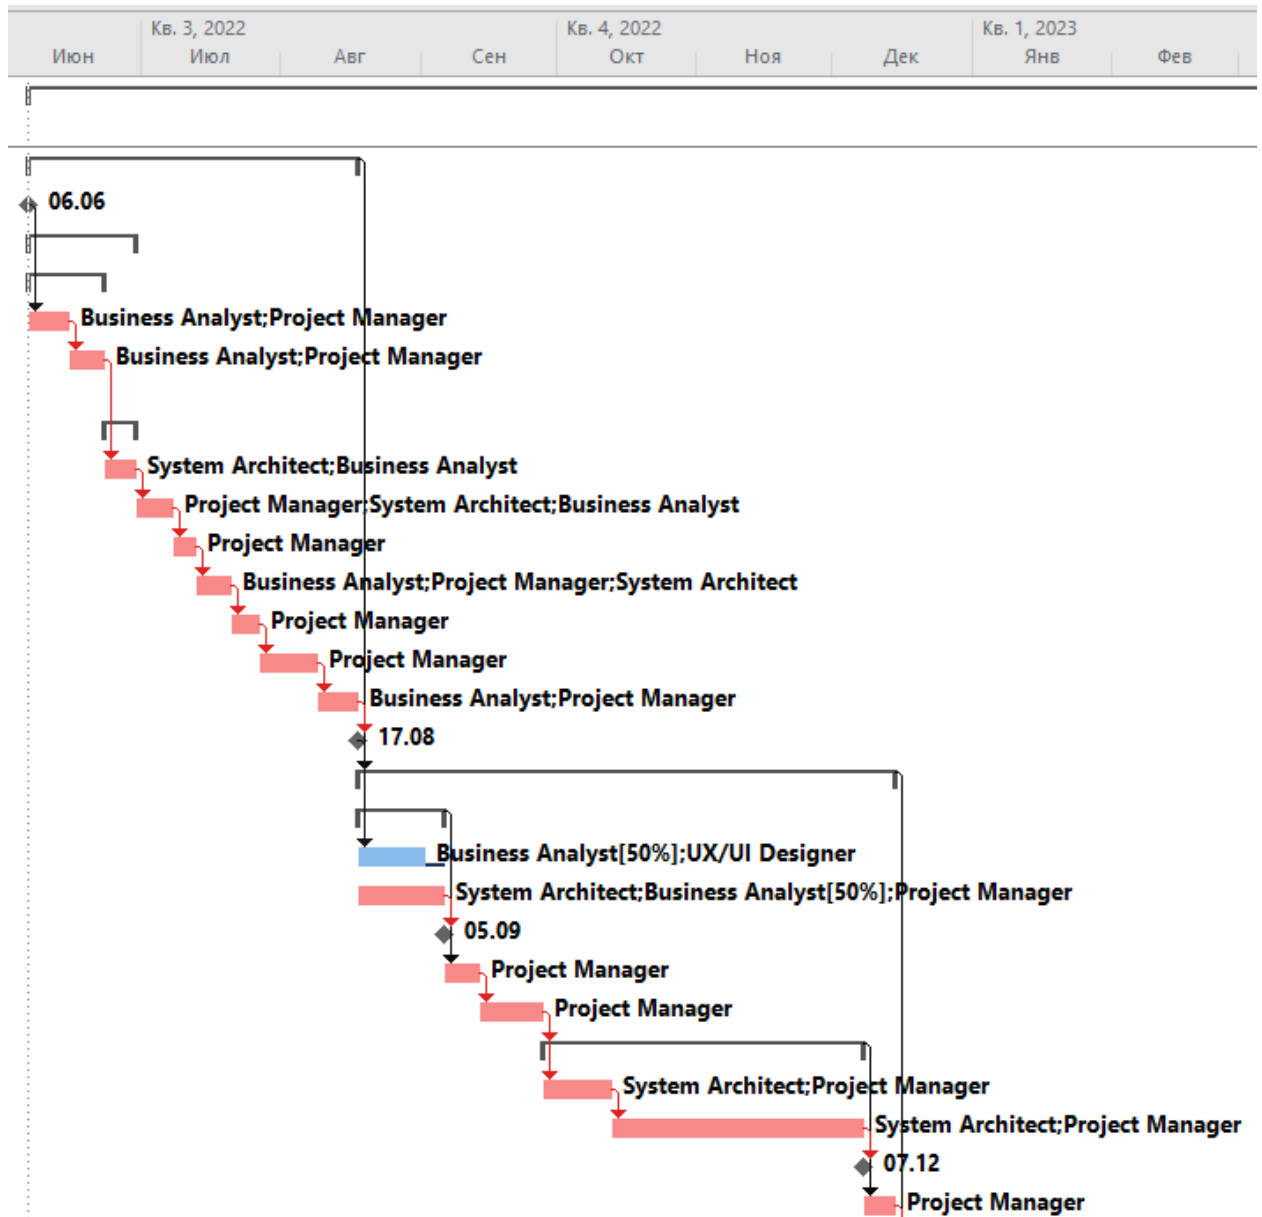 Кв. 3, 2022 Кв. 4, 2022 Кв. 1, 2023
Июн Июл Авг Сен Окт Ноя Дек Янв Фев
06.06
Business Analyst;Project Manager
Business Analyst;Project Manager
System Architect;Business Analyst
Project Manager;System Architect;Business Analyst
Project Manager
Business Analyst;Project Manager;System Architect
Project Manager
Project Manager
Business Analyst;Project Manager
17.08
Business Analyst[50%];UX/UI Designer
System Architect;Business Analyst[50%];Project Manager
05.09
Project Manager
Project Manager
System Architect;Project Manager
System Architect;Project Manager
07.12
Project Manager